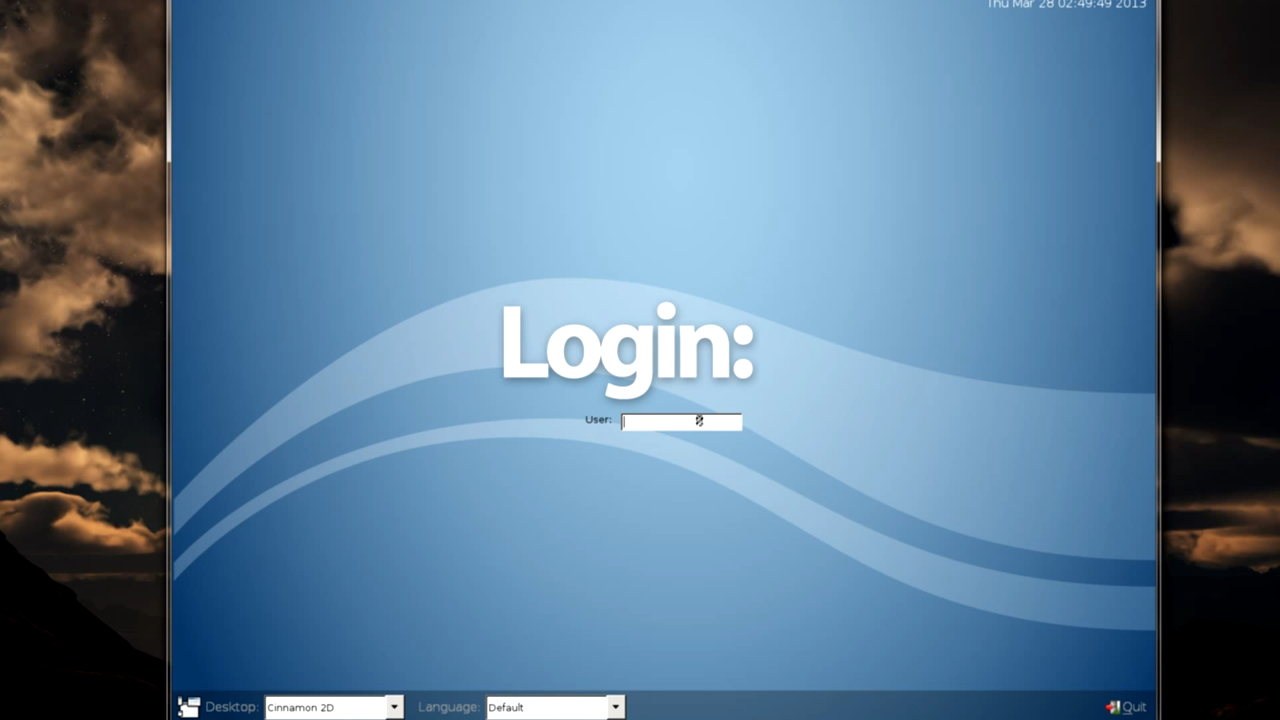 Thu Mar 28 02:49:49 2013
Login:
User:
Desktop: Cinnamon 2D Language: Default Quit